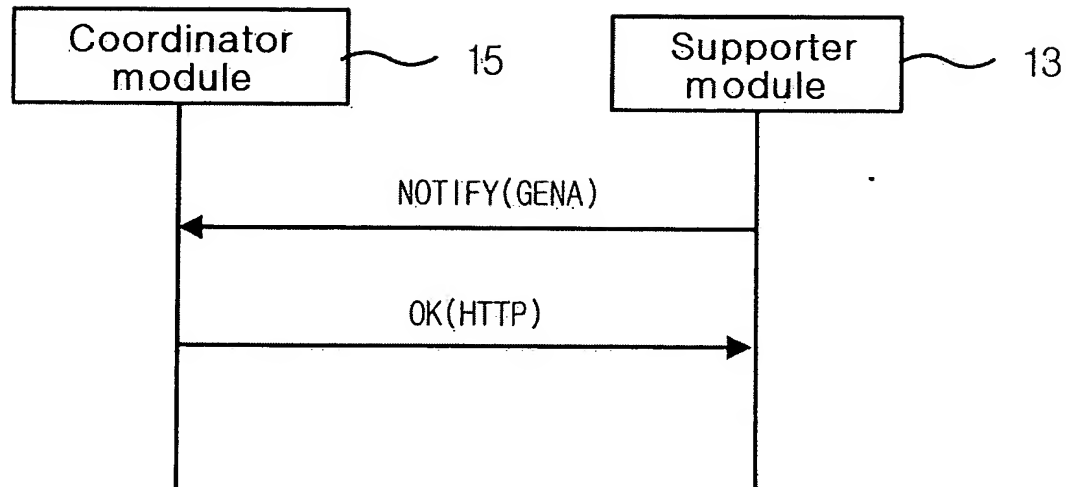 Coordinator
module
15
Supporter
module
13
NOTIFY(GENA)
OK(HTTP)